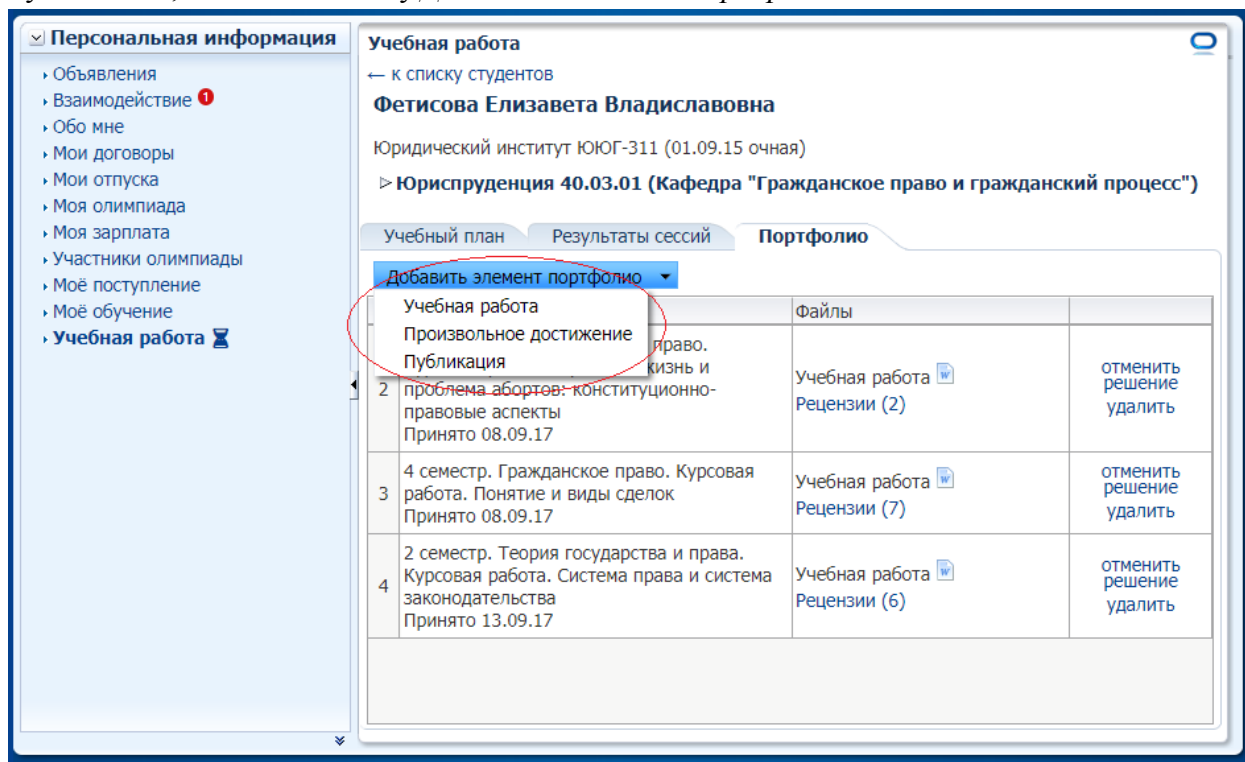 Персональная информация
Объявления
Взаимодействие 1
Обо мне
Мои договоры
Мои отпуска
Моя олимпиада
Моя зарплата
Участники олимпиады
Моё поступление
Моё обучение
Учебная работа
Учебная работа
← к списку студентов
Фетисова Елизавета Владиславовна
Юридический институт ЮЮГ-311 (01.09.15 очная)
Юриспруденция 40.03.01 (Кафедра "Гражданское право и гражданский процесс")
Учебный план Результаты сессий Портфолио
Добавить элемент портфолио
Учебная работа
Произвольное достижение
Публикация
Файлы
право.
жизнь и
2 проблема абортов: конституционно-
правовые аспекты
Принято 08.09.17
Учебная работа
Рецензии (2)
отменить
решение
удалить
3
4 семестр. Гражданское право. Курсовая
работа. Понятие и виды сделок
Принято 08.09.17
Учебная работа
Рецензии (7)
отменить
решение
удалить
4
2 семестр. Теория государства и права.
Курсовая работа. Система права и система
законодательства
Принято 13.09.17
Учебная работа
Рецензии (6)
отменить
решение
удалить